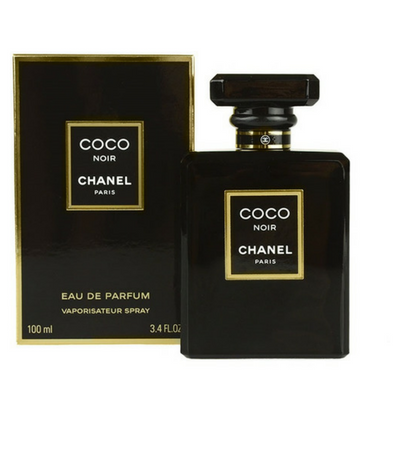 COCO
NOIR
CHANEL
PARIS
EAU DE PARFUM
VAPORISATEUR SPRAY
100 ml 3.4 FL.OZ
COCO
NOIR
CHANEL
PARIS